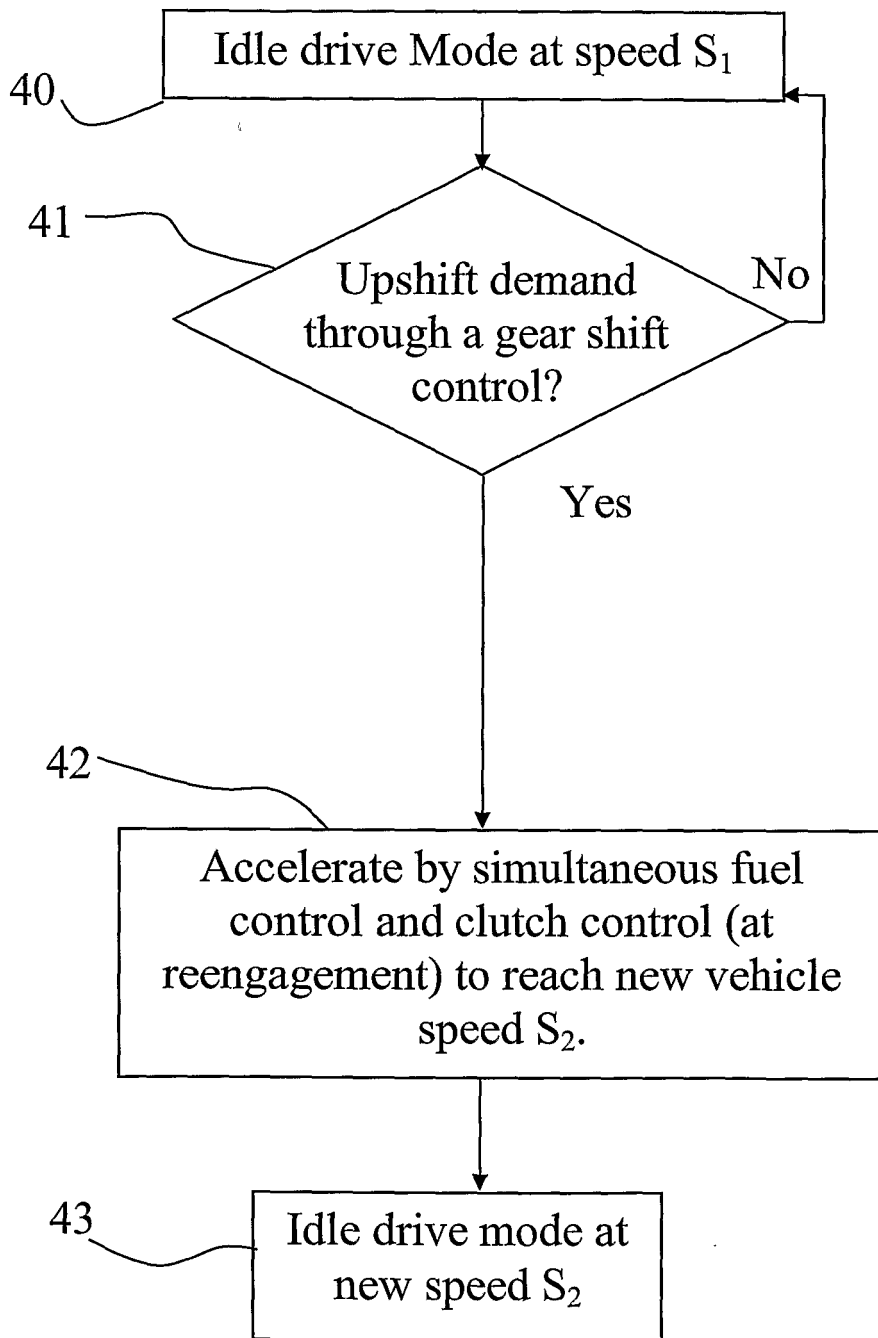 Idle drive Mode at speed S₁
40
41
Upshift demand
through a gear shift
control?
No
Yes
42
Accelerate by simultaneous fuel
control and clutch control (at
reengagement) to reach new vehicle
speed S₂.
43
Idle drive mode at
new speed S₂